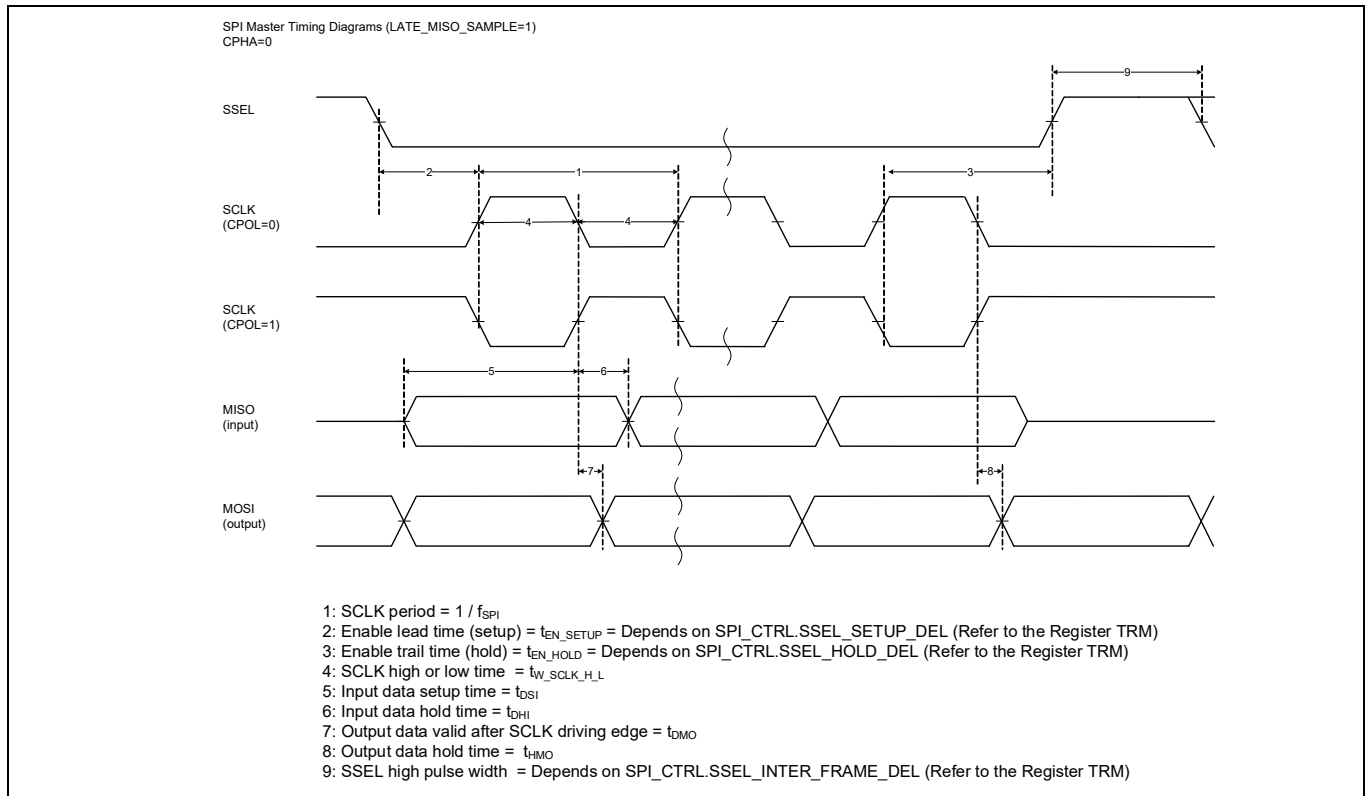 SPI Master Timing Diagrams (LATE_MISO_SAMPLE=1)
CPHA=0
9
SSEL
2
1
3
SCLK
(CPOL=0)
4
4
SCLK
(CPOL=1)
5
6
MISO
(input)
7
8
MOSI
(output)
1: SCLK period = 1 / fSPI
2: Enable lead time (setup) = tEN_SETUP = Depends on SPI_CTRL.SSEL_SETUP_DEL (Refer to the Register TRM)
3: Enable trail time (hold) = tEN_HOLD = Depends on SPI_CTRL.SSEL_HOLD_DEL (Refer to the Register TRM)
4: SCLK high or low time = tW_SCLK_H_L
5: Input data setup time = tDSI
6: Input data hold time = tDHI
7: Output data valid after SCLK driving edge = tDMO
8: Output data hold time = tHMO
9: SSEL high pulse width = Depends on SPI_CTRL.SSEL_INTER_FRAME_DEL (Refer to the Register TRM)